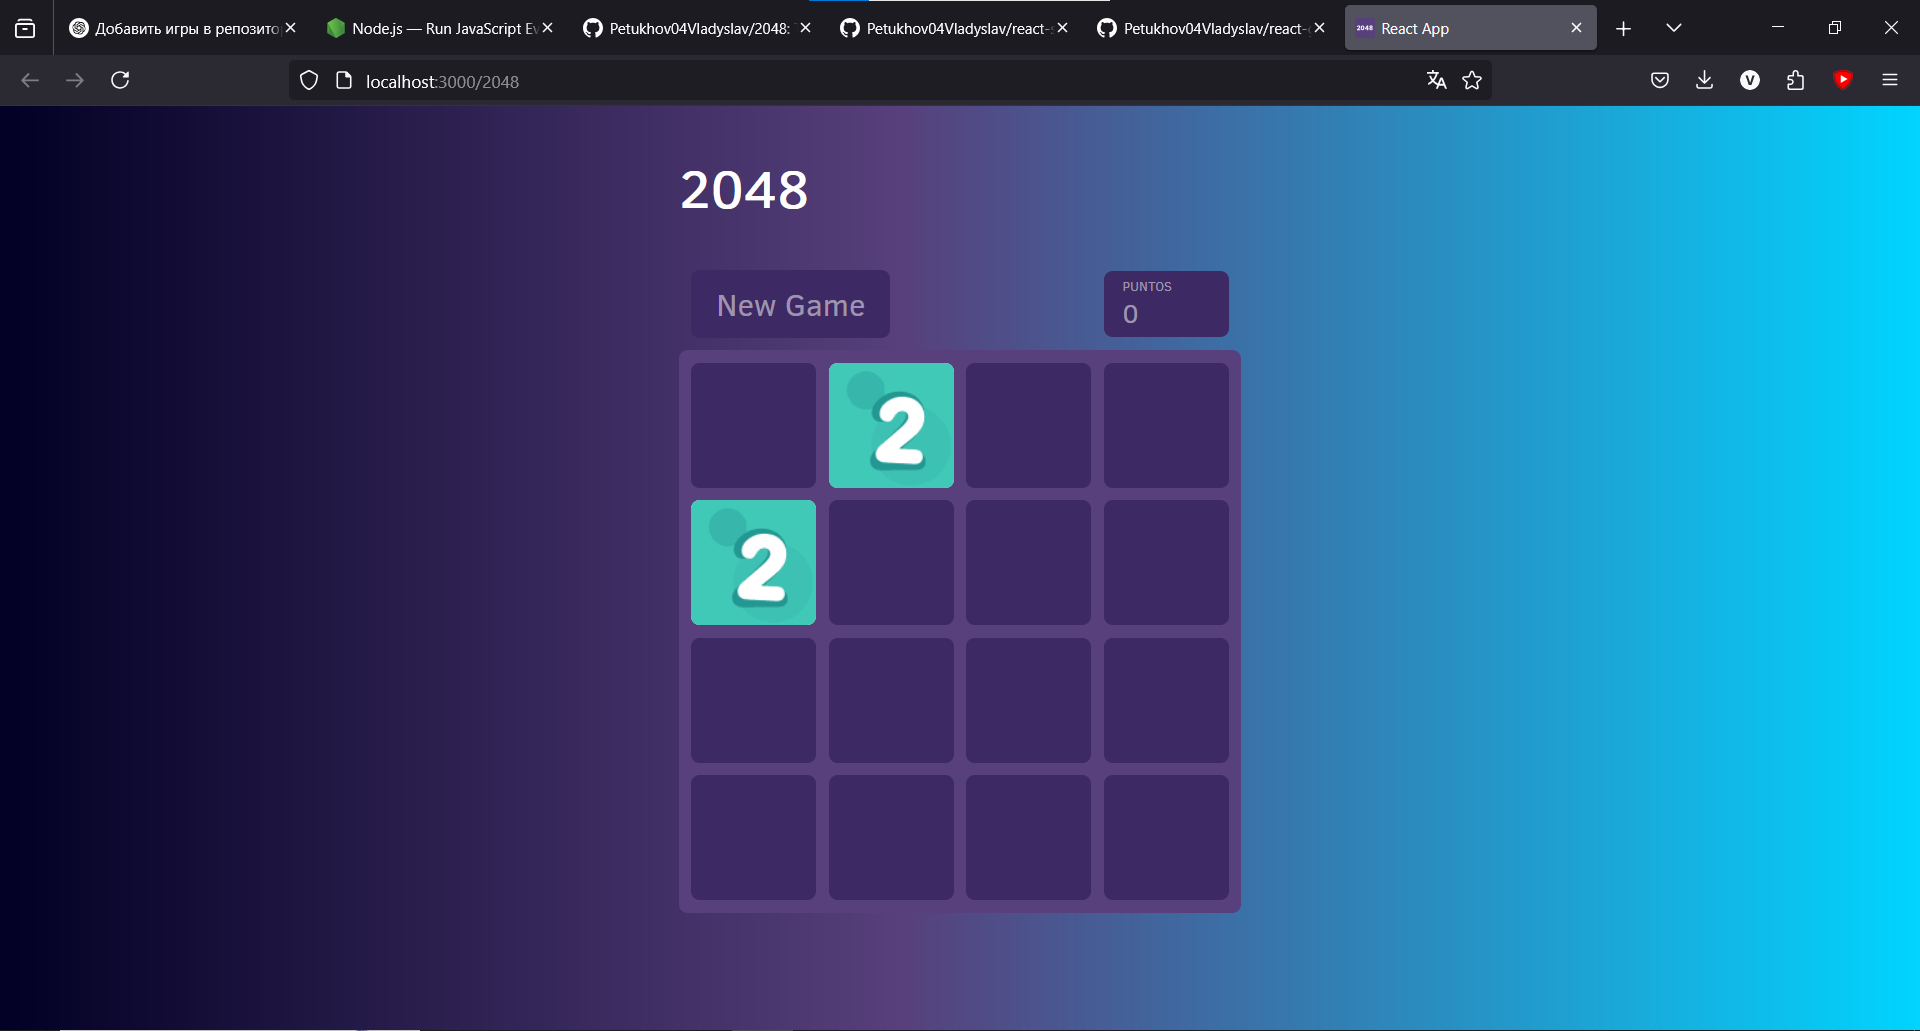 Добавить игры в репозито
Node.js — Run JavaScript Ev
Petukhov04Vladyslav/2048:
Petukhov04Vladyslav/react-s
Petukhov04Vladyslav/react-
2048
React App
localhost:3000/2048
V
2048
New Game
PUNTOS
0
2
2